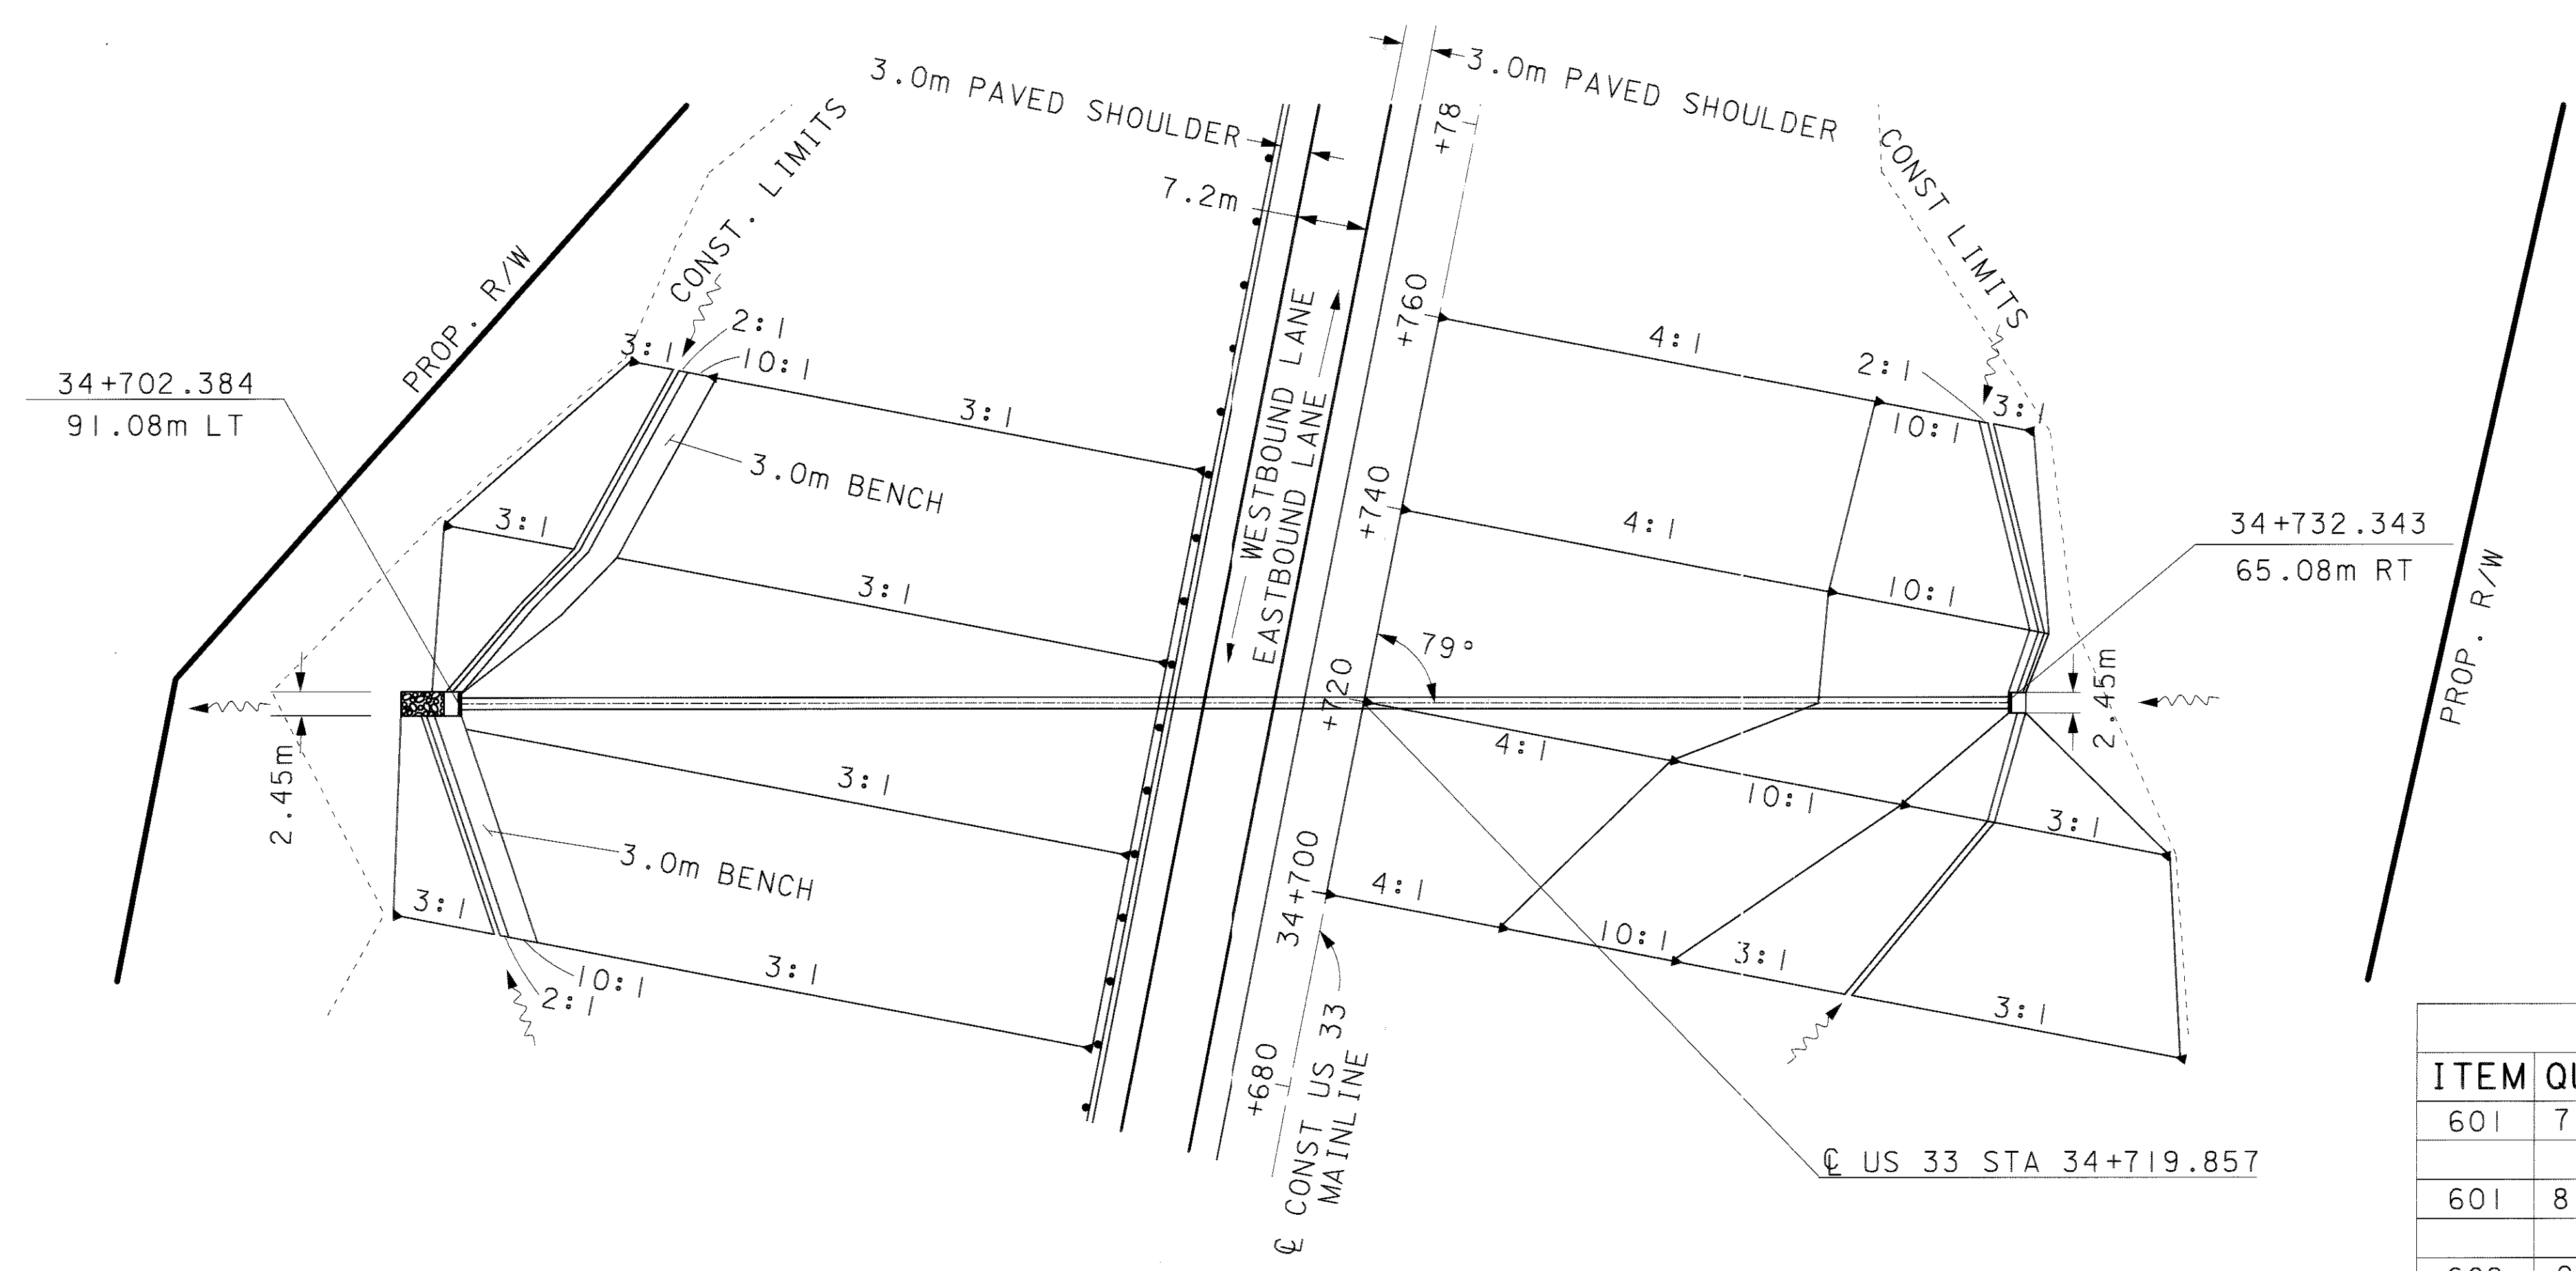 3.0m PAVED SHOULDER
3.0m PAVED SHOULDER
CONST. LIMITS
CONST LIMITS
+78
7.2m
PROP. R/W
+760
WESTBOUND LANE
EASTBOUND LANE
3:1
2:1
10:1
3:1
4:1
2:1
3:1
10:1
34+702.384
91.08m LT
3.0m BENCH
+740
3:1
3:1
4:1
10:1
34+732.343
65.08m RT
PROP. R/W
79°
+720
2.45m
2.45m
3:1
4:1
10:1
3:1
3.0m BENCH
34+700
3:1
10:1
2:1
3:1
4:1
10:1
3:1
3:1
+680
℄ CONST US 33
MAINLINE
℄ US 33 STA 34+719.857
ITEM QU
601 7
601 8